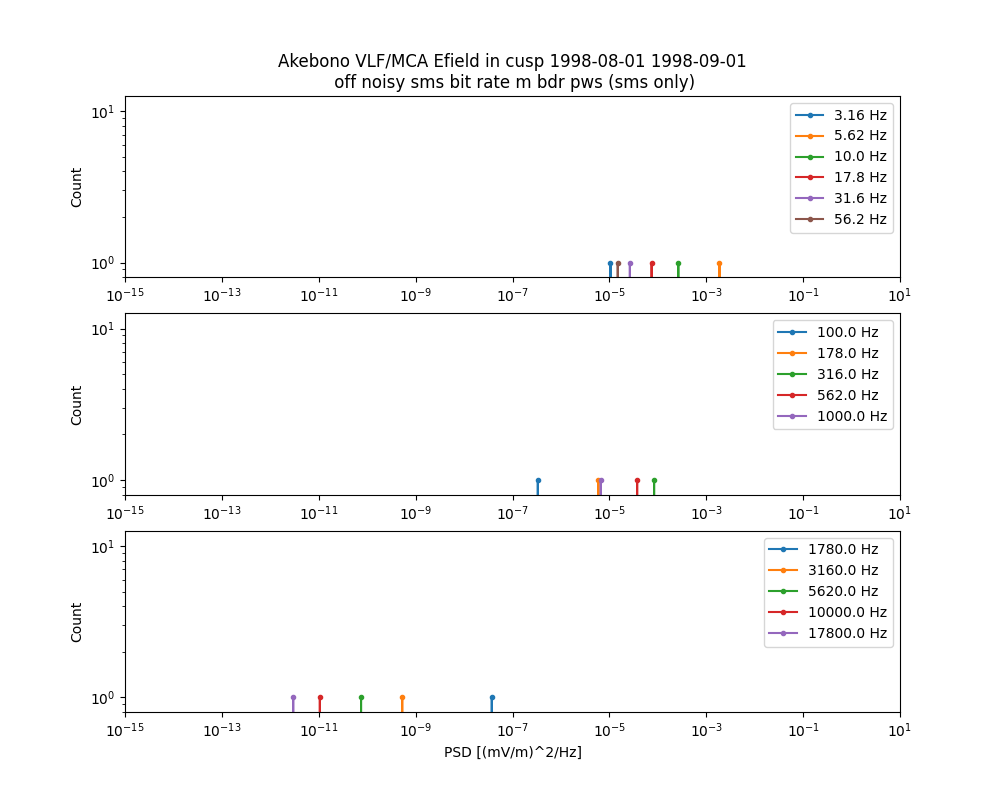 Akebono VLF/MCA Efield in cusp 1998-08-01 1998-09-01
off noisy sms bit rate m bdr pws (sms only)
10^1
10^0
Count
3.16 Hz
5.62 Hz
10.0 Hz
17.8 Hz
31.6 Hz
56.2 Hz
10^-15 10^-13 10^-11 10^-9 10^-7 10^-5 10^-3 10^-1 10^1
10^1
10^0
Count
100.0 Hz
178.0 Hz
316.0 Hz
562.0 Hz
1000.0 Hz
10^-15 10^-13 10^-11 10^-9 10^-7 10^-5 10^-3 10^-1 10^1
10^1
10^0
Count
1780.0 Hz
3160.0 Hz
5620.0 Hz
10000.0 Hz
17800.0 Hz
10^-15 10^-13 10^-11 10^-9 10^-7 10^-5 10^-3 10^-1 10^1
PSD [(mV/m)^2/Hz]